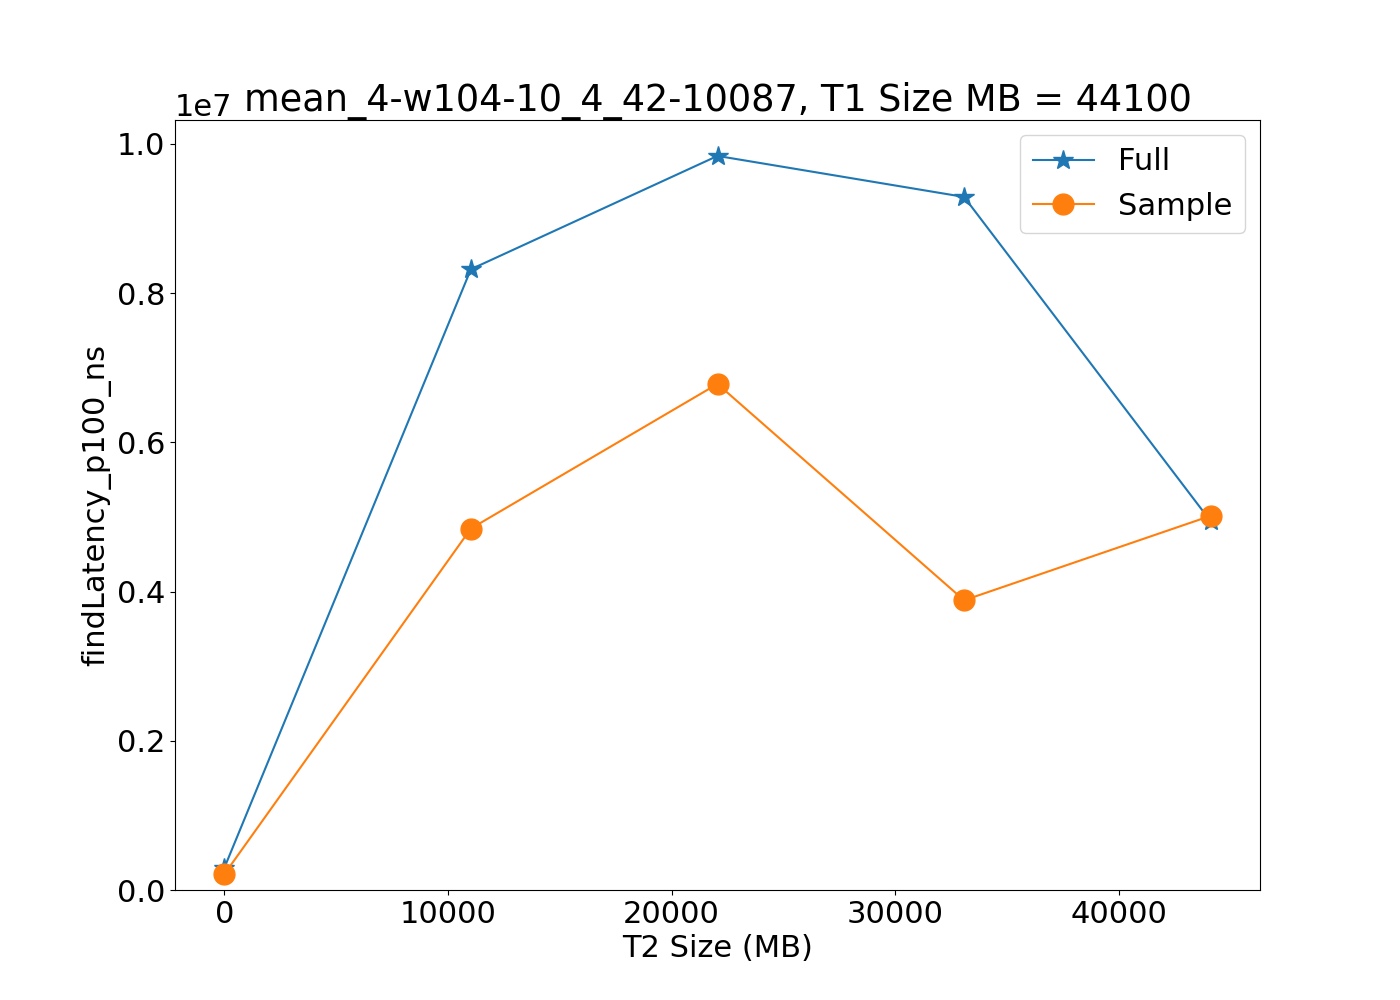 1e7
mean_4-w104-10_4_42-10087, T1 Size MB = 44100
Full
Sample
1.0
0.8
0.6
0.4
0.2
0.0
findLatency_p100_ns
0 10000 20000 30000 40000
T2 Size (MB)